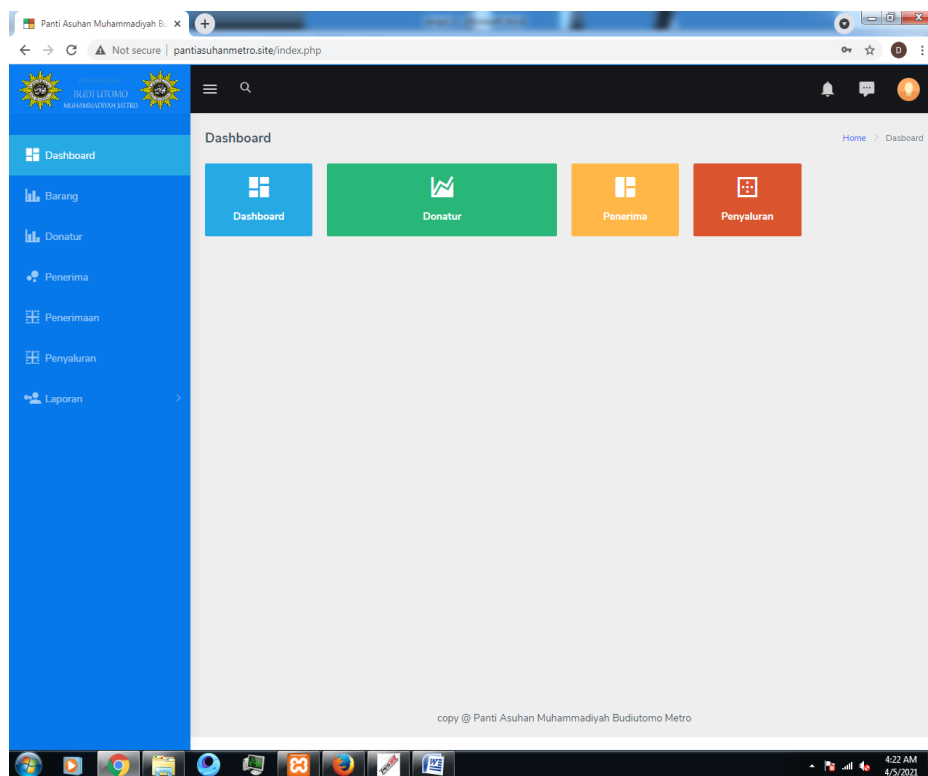 Panti Asuhan Muhammadiyah Bu
Not secure | pantiasuhanmetro.site/index.php
D
BUDI UTOMO
MUHAMMADIYAH METRO
Dashboard
Home > Dasboard
Dashboard
Barang
Donatur
Penerima
Penerimaan
Penyaluran
Laporan
Dashboard
Donatur
Penerima
Penyaluran
copy @ Panti Asuhan Muhammadiyah Budiutomo Metro
4:22 AM
4/5/2021